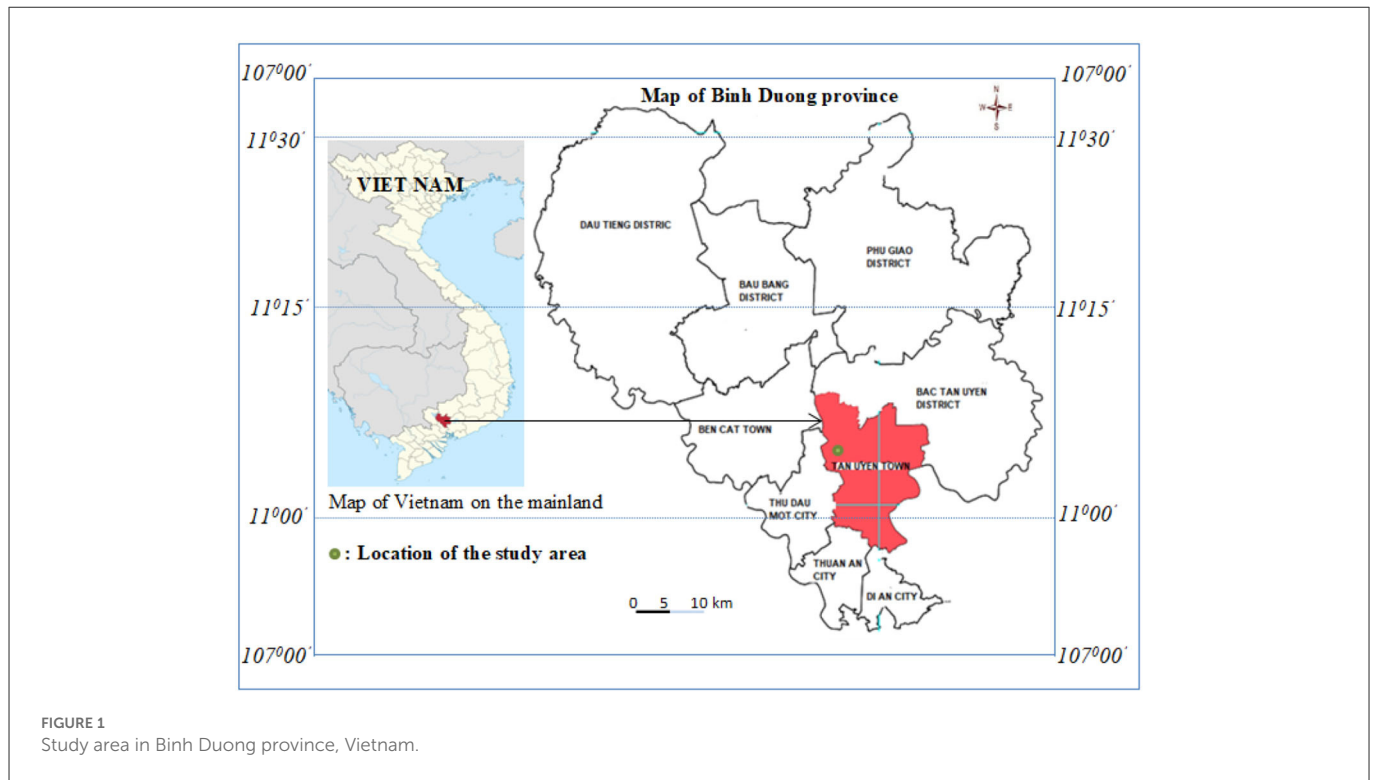 107⁰00′
107⁰00′
Map of Binh Duong province
N
W E
S
11⁰30′
11⁰30′
VIET NAM
DAU TIENG DISTRIC
PHU GIAO
DISTRICT
BAU BANG
DISTRICT
11⁰15′
11⁰15′
BAC TAN UYEN
DISTRICT
BEN CAT TOWN
TAN UYEN TOWN
Map of Vietnam on the mainland
THU DAU
MOT CITY
11⁰00′
11⁰00′
: Location of the study area
THUAN AN
CITY
DI AN CITY
0 5 10 km
107⁰00′
107⁰00′
FIGURE 1
Study area in Binh Duong province, Vietnam.